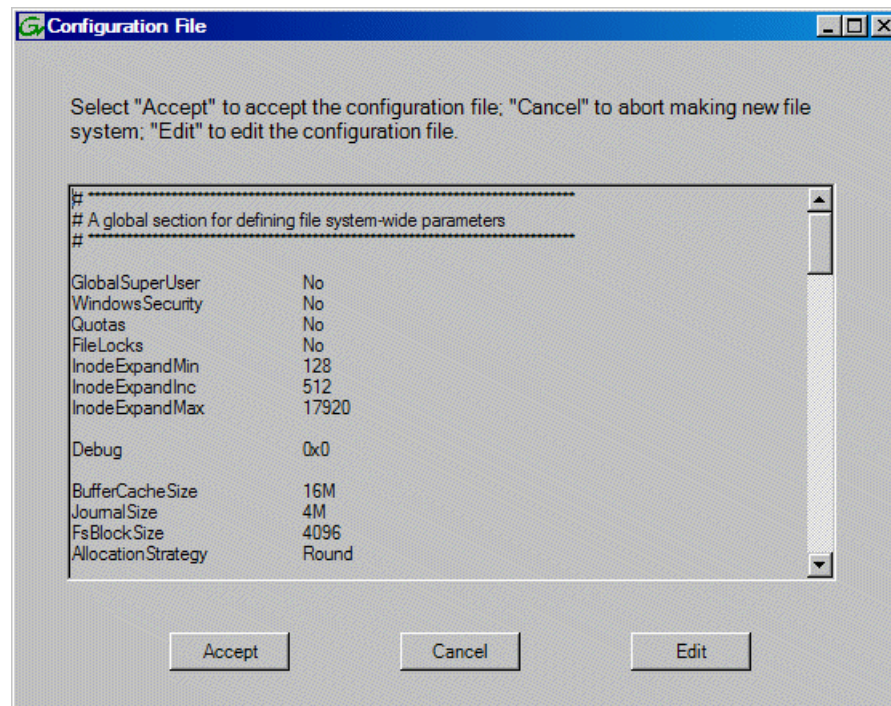 Configuration File
Select "Accept" to accept the configuration file; "Cancel" to abort making new file
system; "Edit" to edit the configuration file.
# ******************************************************************************
# A global section for defining file system-wide parameters
# ******************************************************************************
GlobalSuperUser No
WindowsSecurity No
Quotas No
FileLocks No
InodeExpandMin 128
InodeExpandInc 512
InodeExpandMax 17920
Debug 0x0
BufferCacheSize 16M
JournalSize 4M
FsBlockSize 4096
AllocationStrategy Round
Accept Cancel Edit